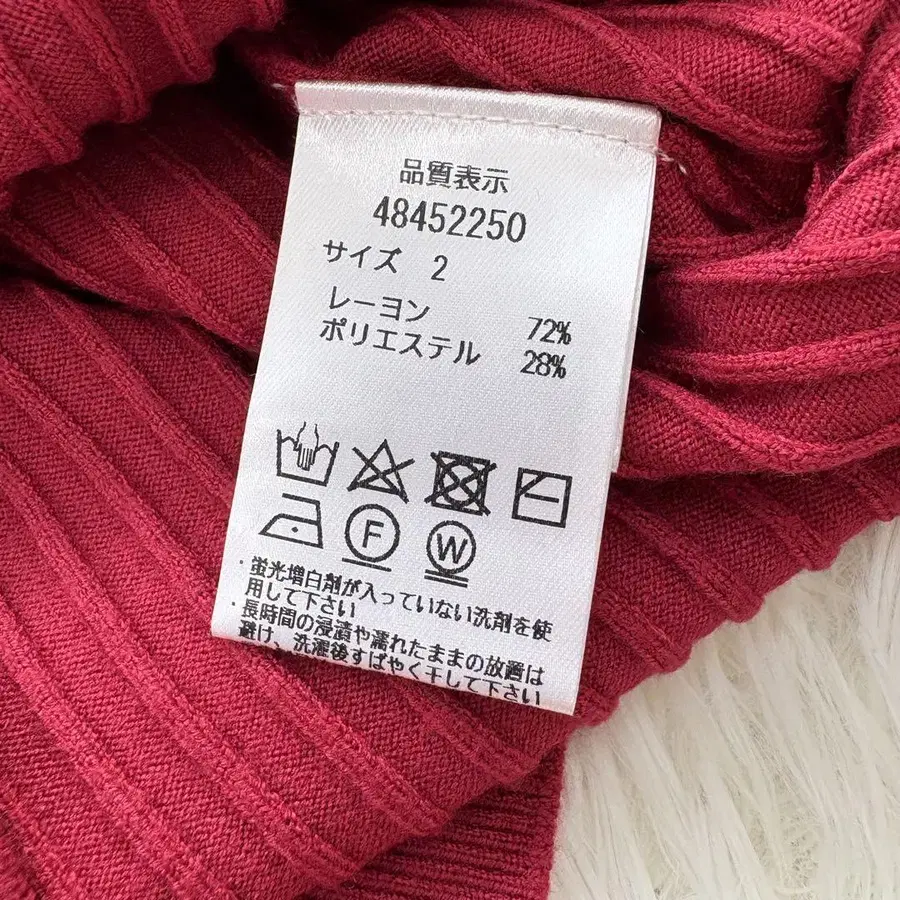 品質表示
48452250
サイズ 2
レーヨン 72%
ポリエステル 28%
F W
・蛍光増白剤が入っていない洗剤を使
用して下さい
・長時間の浸漬や濡れたままの放置は
避け、洗濯後すばやく干して下さい